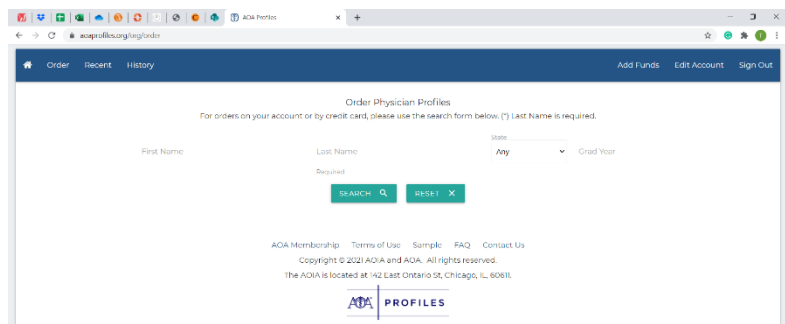 AOA Profiles
aoaprofiles.org/org/order
Order Recent History Add Funds Edit Account Sign Out
Order Physician Profiles
For orders on your account or by credit card, please use the search form below. (*) Last Name is required.
State
First Name Last Name Any Grad Year
Required
SEARCH RESET
AOA Membership Terms of Use Sample FAQ Contact Us
Copyright © 2021 AOIA and AOA. All rights reserved.
The AOIA is located at 142 East Ontario St, Chicago, IL, 60611.
AOA PROFILES